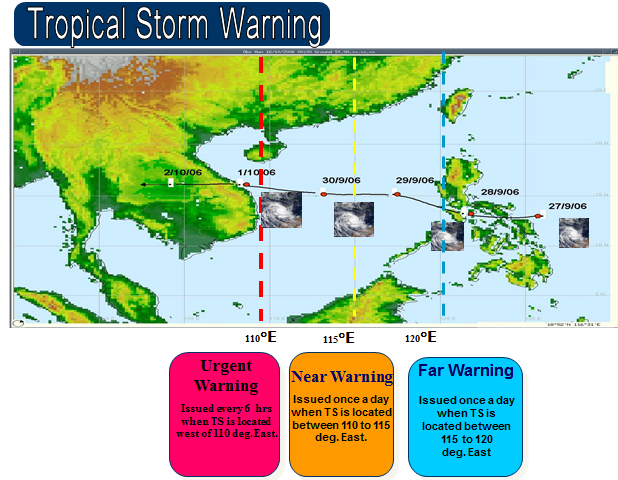 Tropical Storm Warning
2/10/06
1/10/06
30/9/06
29/9/06
28/9/06
27/9/06
110°E
115°E
120°E
Urgent
Warning
Issued every 6 hrs
when TS is located
west of 110 deg. East.
Near Warning
Issued once a day
when TS is located
between 110 to 115
deg. East.
Far Warning
Issued once a day
when TS is
located between
115 to 120
deg. East